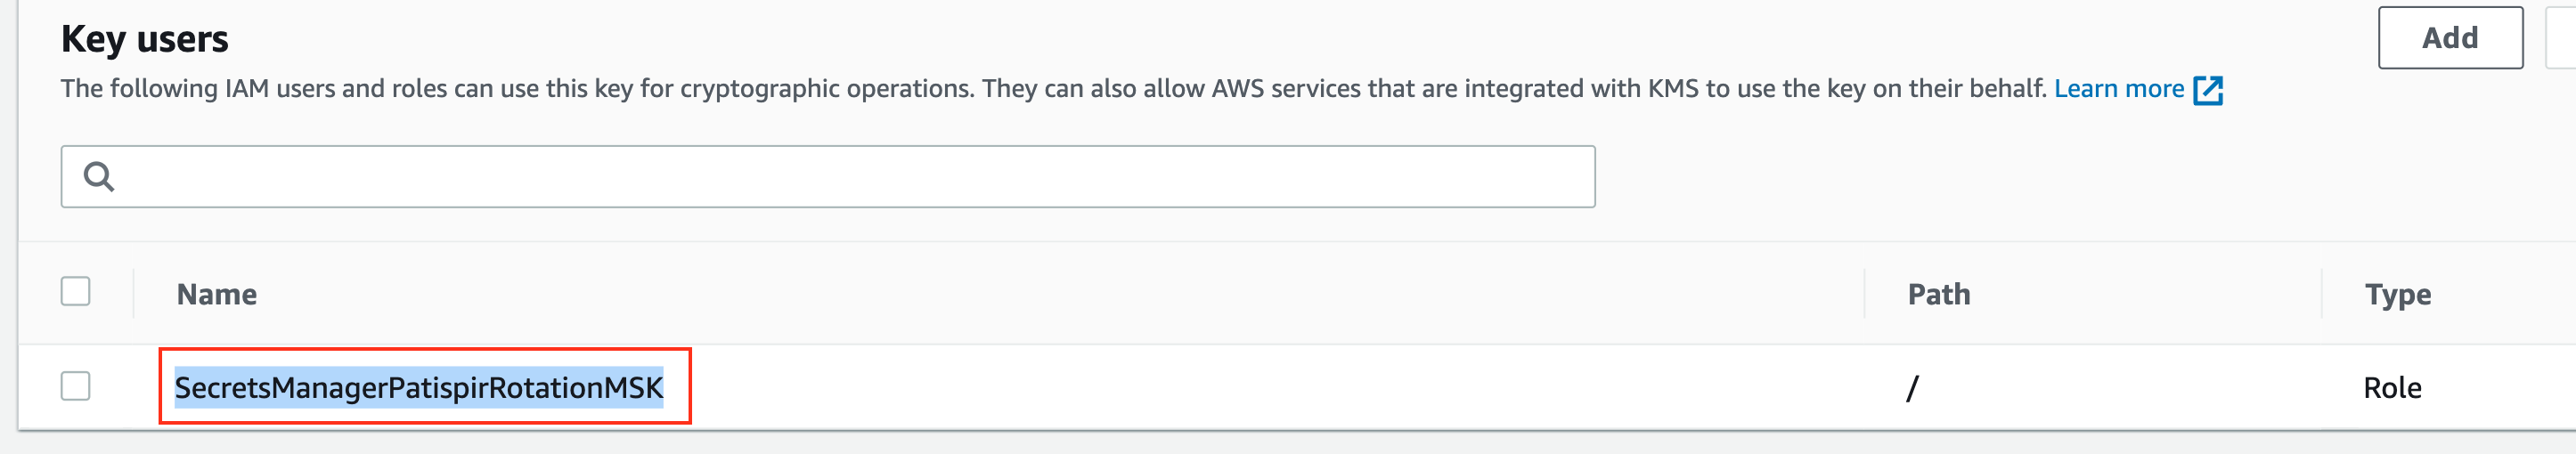 Key users
Add
The following IAM users and roles can use this key for cryptographic operations. They can also allow AWS services that are integrated with KMS to use the key on their behalf. Learn more
Name Path Type
SecretsManagerPatispirRotationMSK / Role